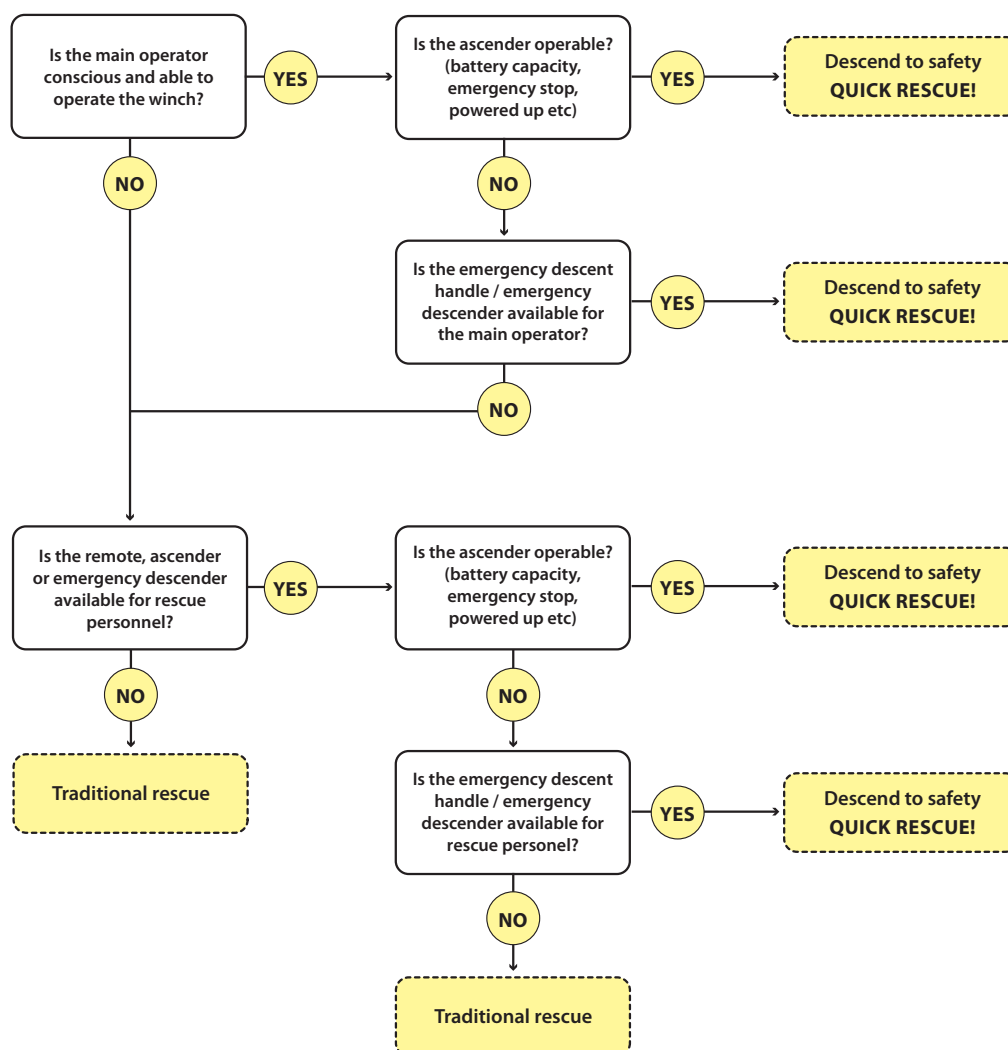 Is the main operator
conscious and able to
operate the winch?
YES
Is the ascender operable?
(battery capacity,
emergency stop,
powered up etc)
YES
Descend to safety
QUICK RESCUE!
NO
NO
Is the emergency descent
handle / emergency
descender available for
the main operator?
YES
Descend to safety
QUICK RESCUE!
NO
Is the remote, ascender
or emergency descender
available for rescue
personnel?
YES
Is the ascender operable?
(battery capacity,
emergency stop,
powered up etc)
YES
Descend to safety
QUICK RESCUE!
NO
NO
Traditional rescue
Is the emergency descent
handle / emergency
descender available for
rescue personel?
YES
Descend to safety
QUICK RESCUE!
NO
Traditional rescue